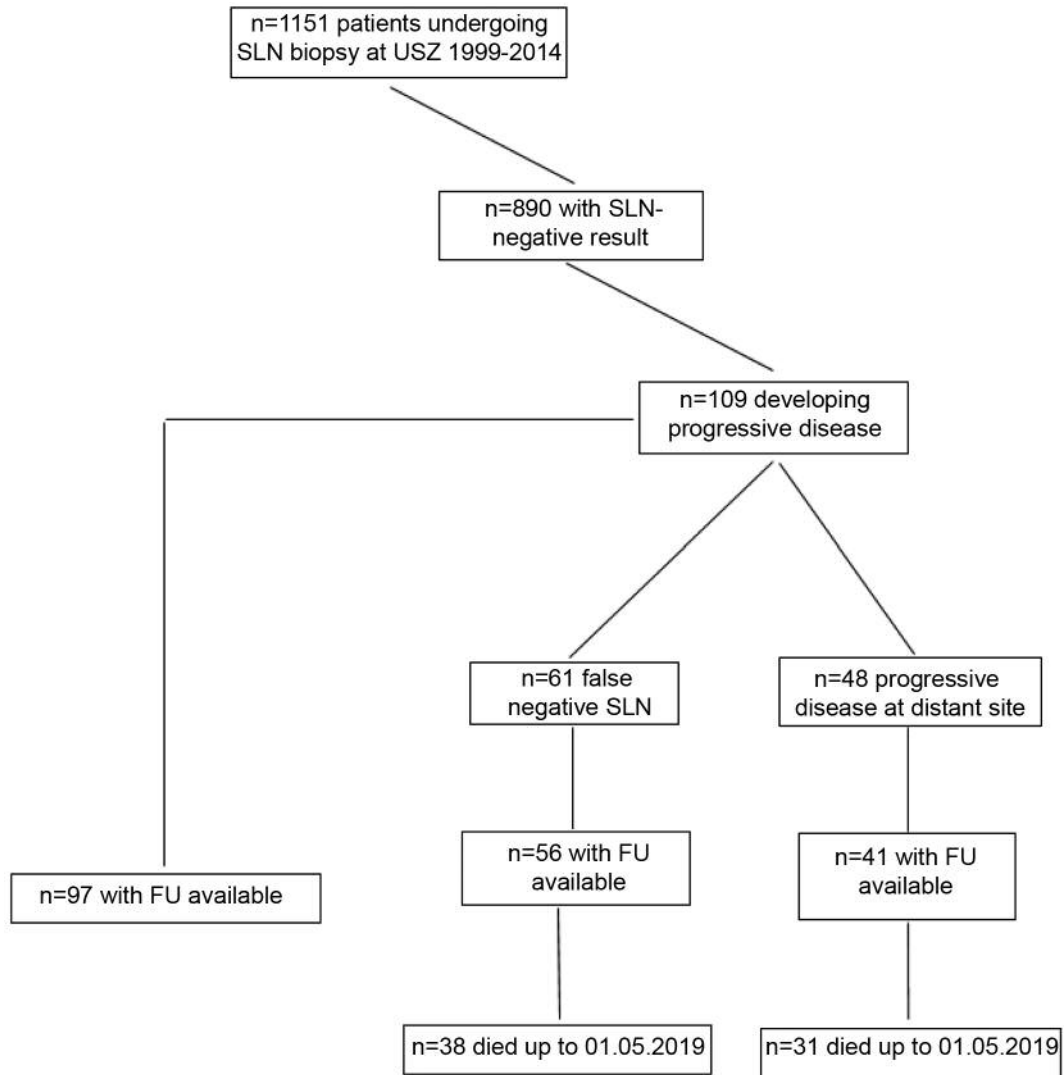 n=1151 patients undergoing
SLN biopsy at USZ 1999-2014
n=890 with SLN-
negative result
n=109 developing
progressive disease
n=61 false
negative SLN
n=48 progressive
disease at distant site
n=97 with FU available
n=56 with FU
available
n=41 with FU
available
n=38 died up to 01.05.2019
n=31 died up to 01.05.2019